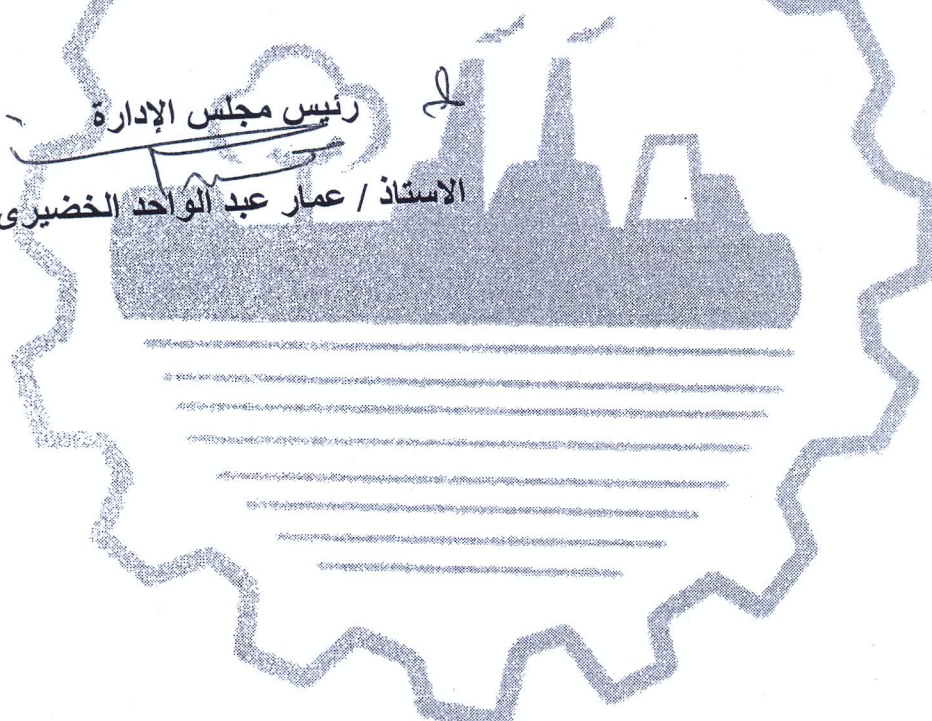 رئيس مجلس الإدارة
الاستاذ / عمار عبد الواحد الخضيرى